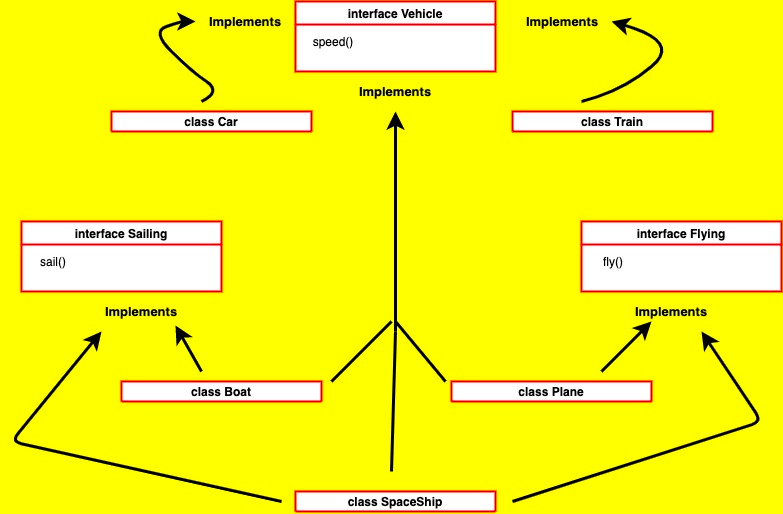 Implements
interface Vehicle
Implements
speed()
Implements
class Car
class Train
interface Sailing
interface Flying
sail()
fly()
Implements
Implements
class Boat
class Plane
class SpaceShip